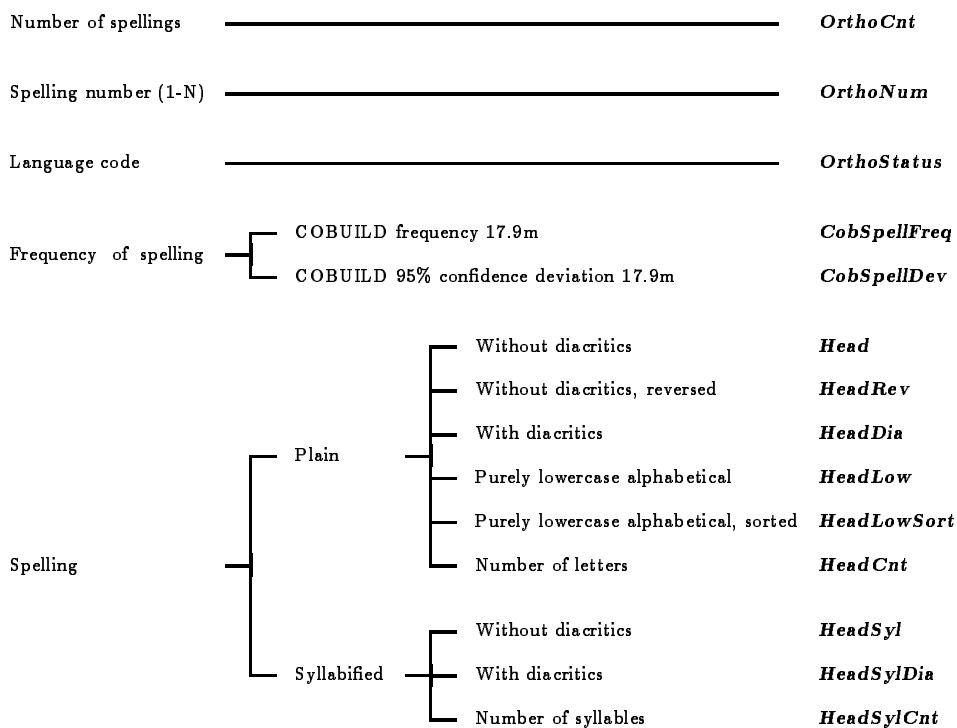 Number of spellings OrthoCnt
Spelling number (1-N) OrthoNum
Language code OrthoStatus
COBUILD frequency 17.9m CobSpellFreq
Frequency of spelling
COBUILD 95% confidence deviation 17.9m CobSpellDev
Without diacritics Head
Without diacritics, reversed HeadRev
With diacritics HeadDia
Plain
Purely lowercase alphabetical HeadLow
Purely lowercase alphabetical, sorted HeadLowSort
Spelling
Number of letters HeadCnt
Without diacritics HeadSyl
Syllabified With diacritics HeadSylDia
Number of syllables HeadSylCnt